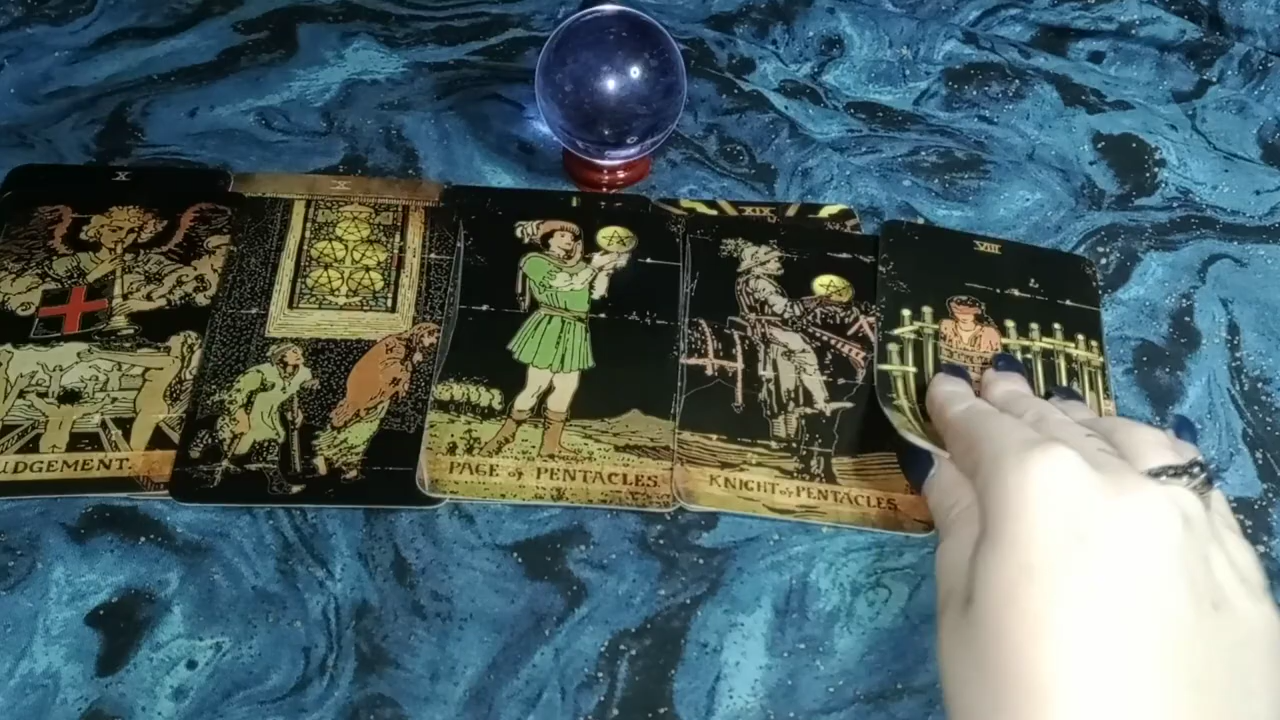 X
X
XIX
VIII
UDGEMENT.
PAGE of PENTACLES.
KNIGHT of PENTACLES.